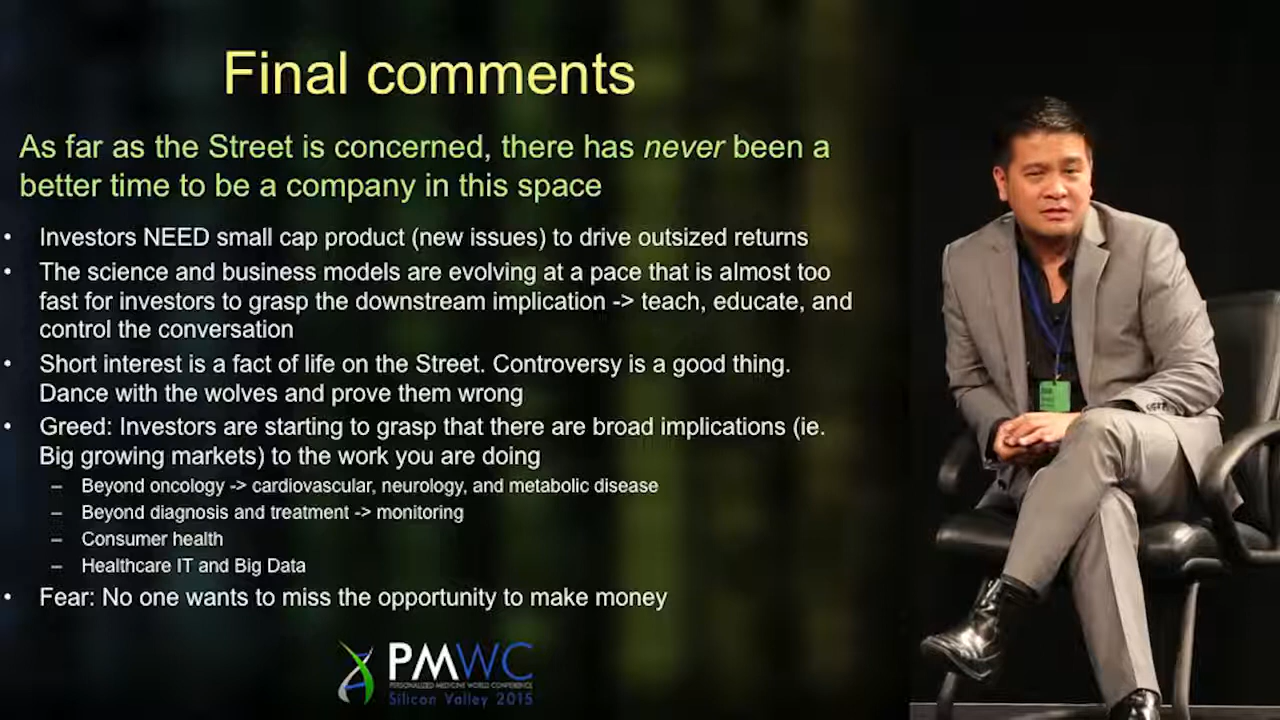 Final comments
As far as the Street is concerned, there has never been a
better time to be a company in this space
• Investors NEED small cap product (new issues) to drive outsized returns
• The science and business models are evolving at a pace that is almost too
fast for investors to grasp the downstream implication -> teach, educate, and
control the conversation
• Short interest is a fact of life on the Street. Controversy is a good thing.
Dance with the wolves and prove them wrong
• Greed: Investors are starting to grasp that there are broad implications (ie.
Big growing markets) to the work you are doing
– Beyond oncology -> cardiovascular, neurology, and metabolic disease
– Beyond diagnosis and treatment -> monitoring
– Consumer health
– Healthcare IT and Big Data
• Fear: No one wants to miss the opportunity to make money
PMWC
PERSONALIZED MEDICINE WORLD CONFERENCE
Silicon Valley 2015